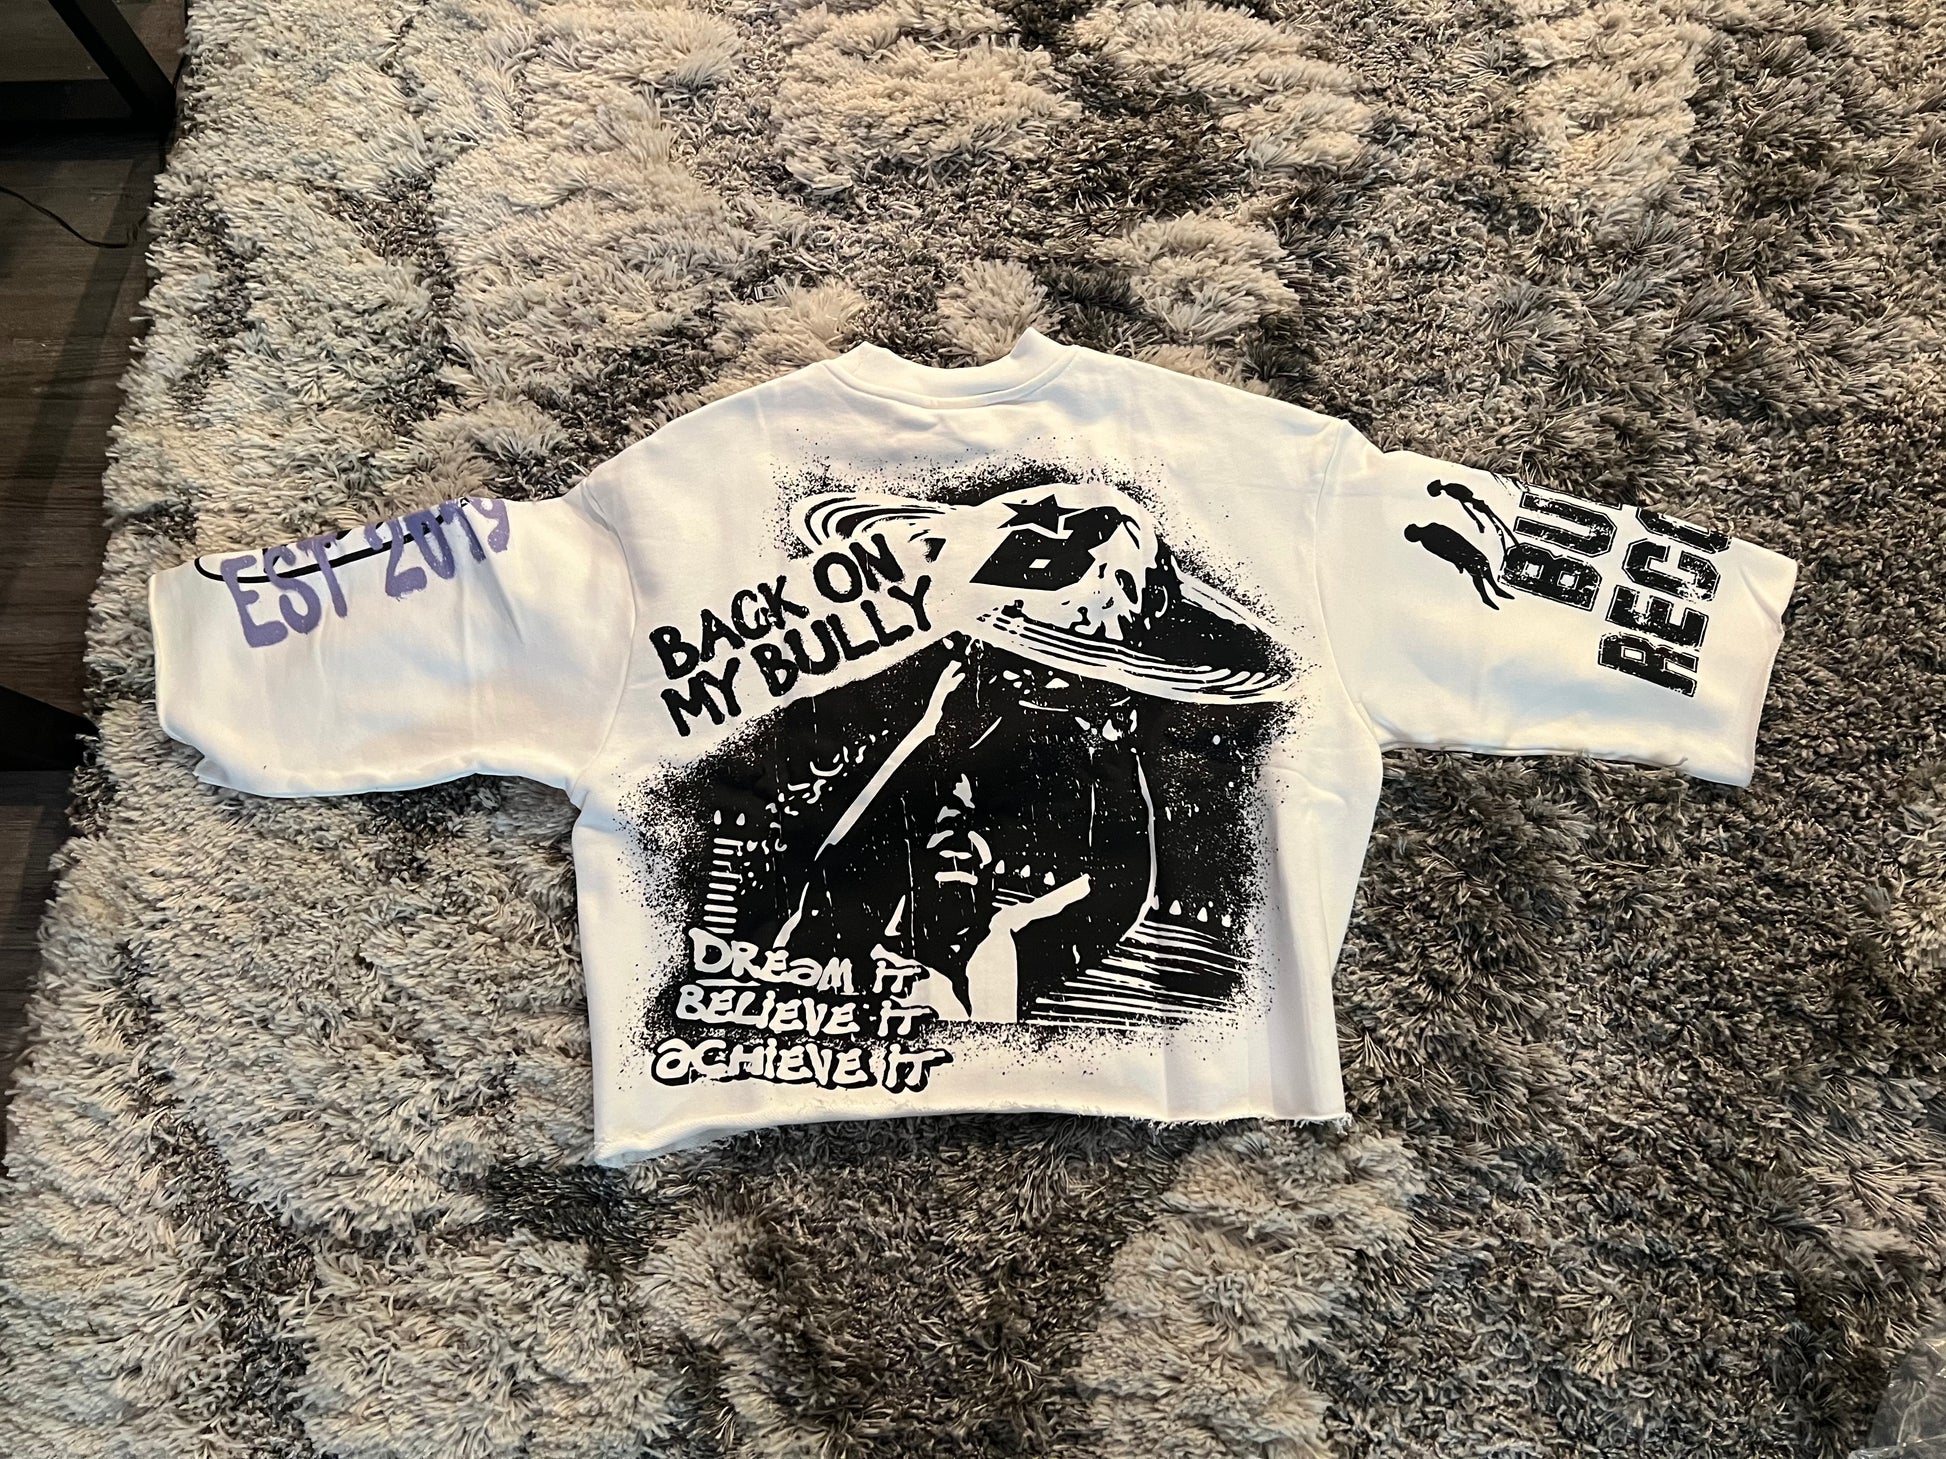 EST 2019
BACK ON
MY BULLY
DREAM IT
BELIEVE IT
ACHIEVE IT